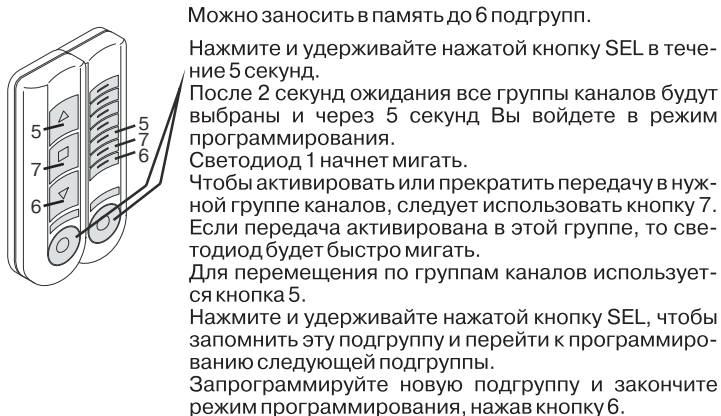 Можно заносить в память до 6 подгрупп.
Нажмите и удерживайте нажатой кнопку SEL в тече-
ние 5 секунд.
После 2 секунд ожидания все группы каналов будут
выбраны и через 5 секунд Вы войдете в режим
программирования.
Светодиод 1 начнет мигать.
Чтобы активировать или прекратить передачу в нуж-
ной группе каналов, следует использовать кнопку 7.
Если передача активирована в этой группе, то све-
тодиод будет быстро мигать.
Для перемещения по группам каналов использует-
ся кнопка 5.
Нажмите и удерживайте нажатой кнопку SEL, чтобы
запомнить эту подгруппу и перейти к программиро-
ванию следующей подгруппы.
Запрограммируйте новую подгруппу и закончите
режим программирования, нажав кнопку 6.
5
7
6
5
7
6